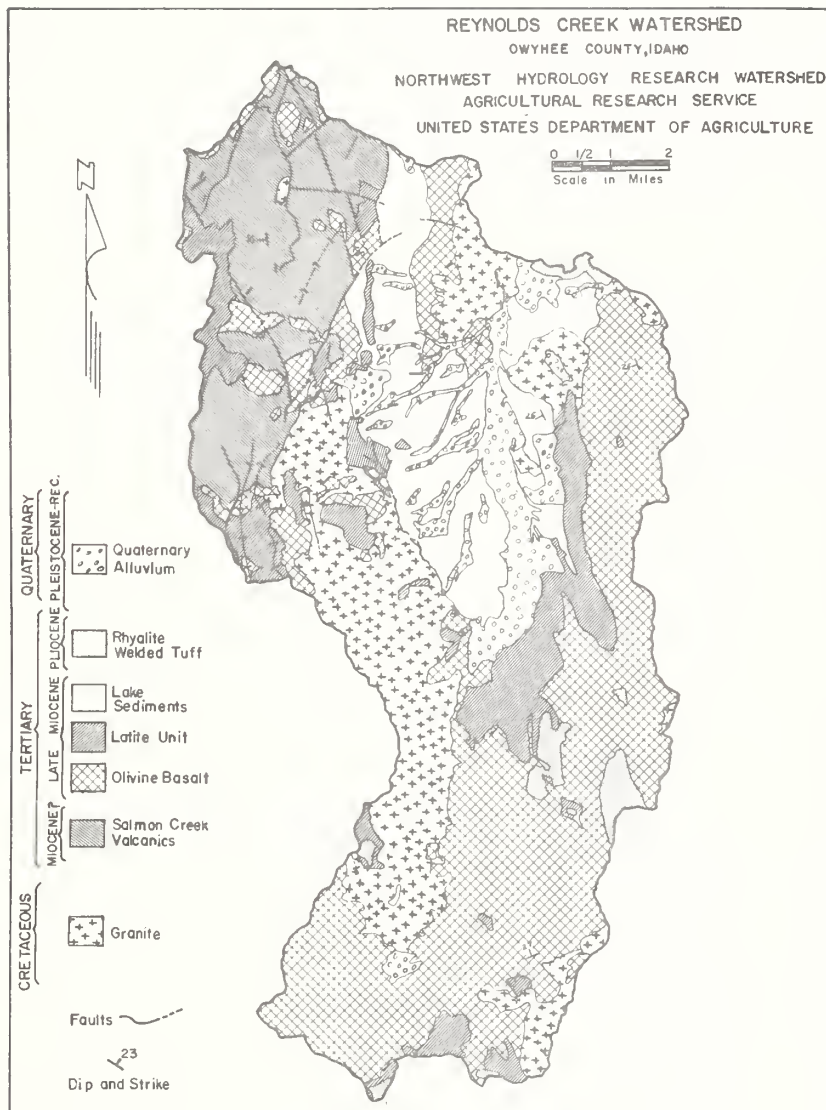 REYNOLDS CREEK WATERSHED
OWYHEE COUNTY, IDAHO
NORTHWEST HYDROLOGY RESEARCH WATERSHED
AGRICULTURAL RESEARCH SERVICE
UNITED STATES DEPARTMENT OF AGRICULTURE
0 1/2 1 2
Scale in Miles
N
QUATERNARY
PLEISTOCENE-REC.
Quaternary
Alluvlum
TERTIARY
PLIOCENE
Rhyalite
Welded Tuff
LATE MIOCENE
Lake
Sediments
Latite Unit
Olivine Basalt
MIOCENE?
Salmon Creek
Valcanics
CRETACEOUS
Granite
Faults
23
Dip and Strike